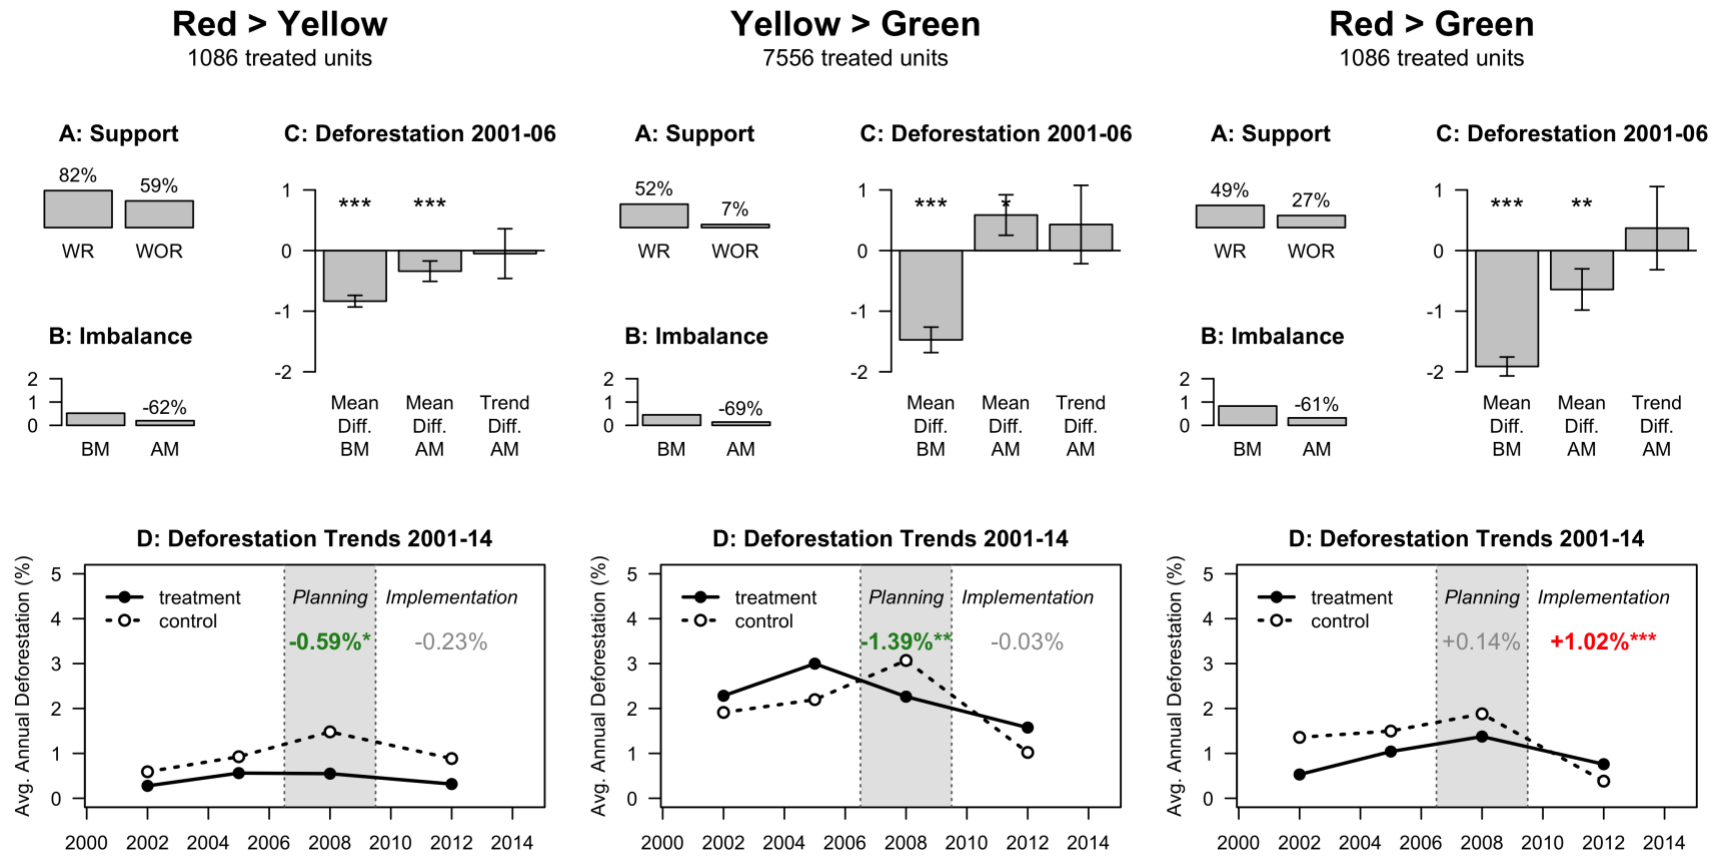 Red > Yellow
1086 treated units
A: Support
82%
59%
WR
WOR
B: Imbalance
2
1
0
-62%
BM
AM
C: Deforestation 2001-06
1
0
-1
-2
***
***
Mean Diff. BM
Mean Diff. AM
Trend Diff. AM
D: Deforestation Trends 2001-14
Avg. Annual Deforestation (%)
5
4
3
2
1
0
treatment
control
Planning
Implementation
-0.59%*
-0.23%
2000 2002 2004 2006 2008 2010 2012 2014
Yellow > Green
7556 treated units
A: Support
52%
7%
WR
WOR
B: Imbalance
2
1
0
-69%
BM
AM
C: Deforestation 2001-06
1
0
-1
-2
***
*
Mean Diff. BM
Mean Diff. AM
Trend Diff. AM
D: Deforestation Trends 2001-14
Avg. Annual Deforestation (%)
5
4
3
2
1
0
treatment
control
Planning
Implementation
-1.39%**
-0.03%
2000 2002 2004 2006 2008 2010 2012 2014
Red > Green
1086 treated units
A: Support
49%
27%
WR
WOR
B: Imbalance
2
1
0
-61%
BM
AM
C: Deforestation 2001-06
1
0
-1
-2
***
**
Mean Diff. BM
Mean Diff. AM
Trend Diff. AM
D: Deforestation Trends 2001-14
Avg. Annual Deforestation (%)
5
4
3
2
1
0
treatment
control
Planning
Implementation
+0.14%
+1.02%***
2000 2002 2004 2006 2008 2010 2012 2014